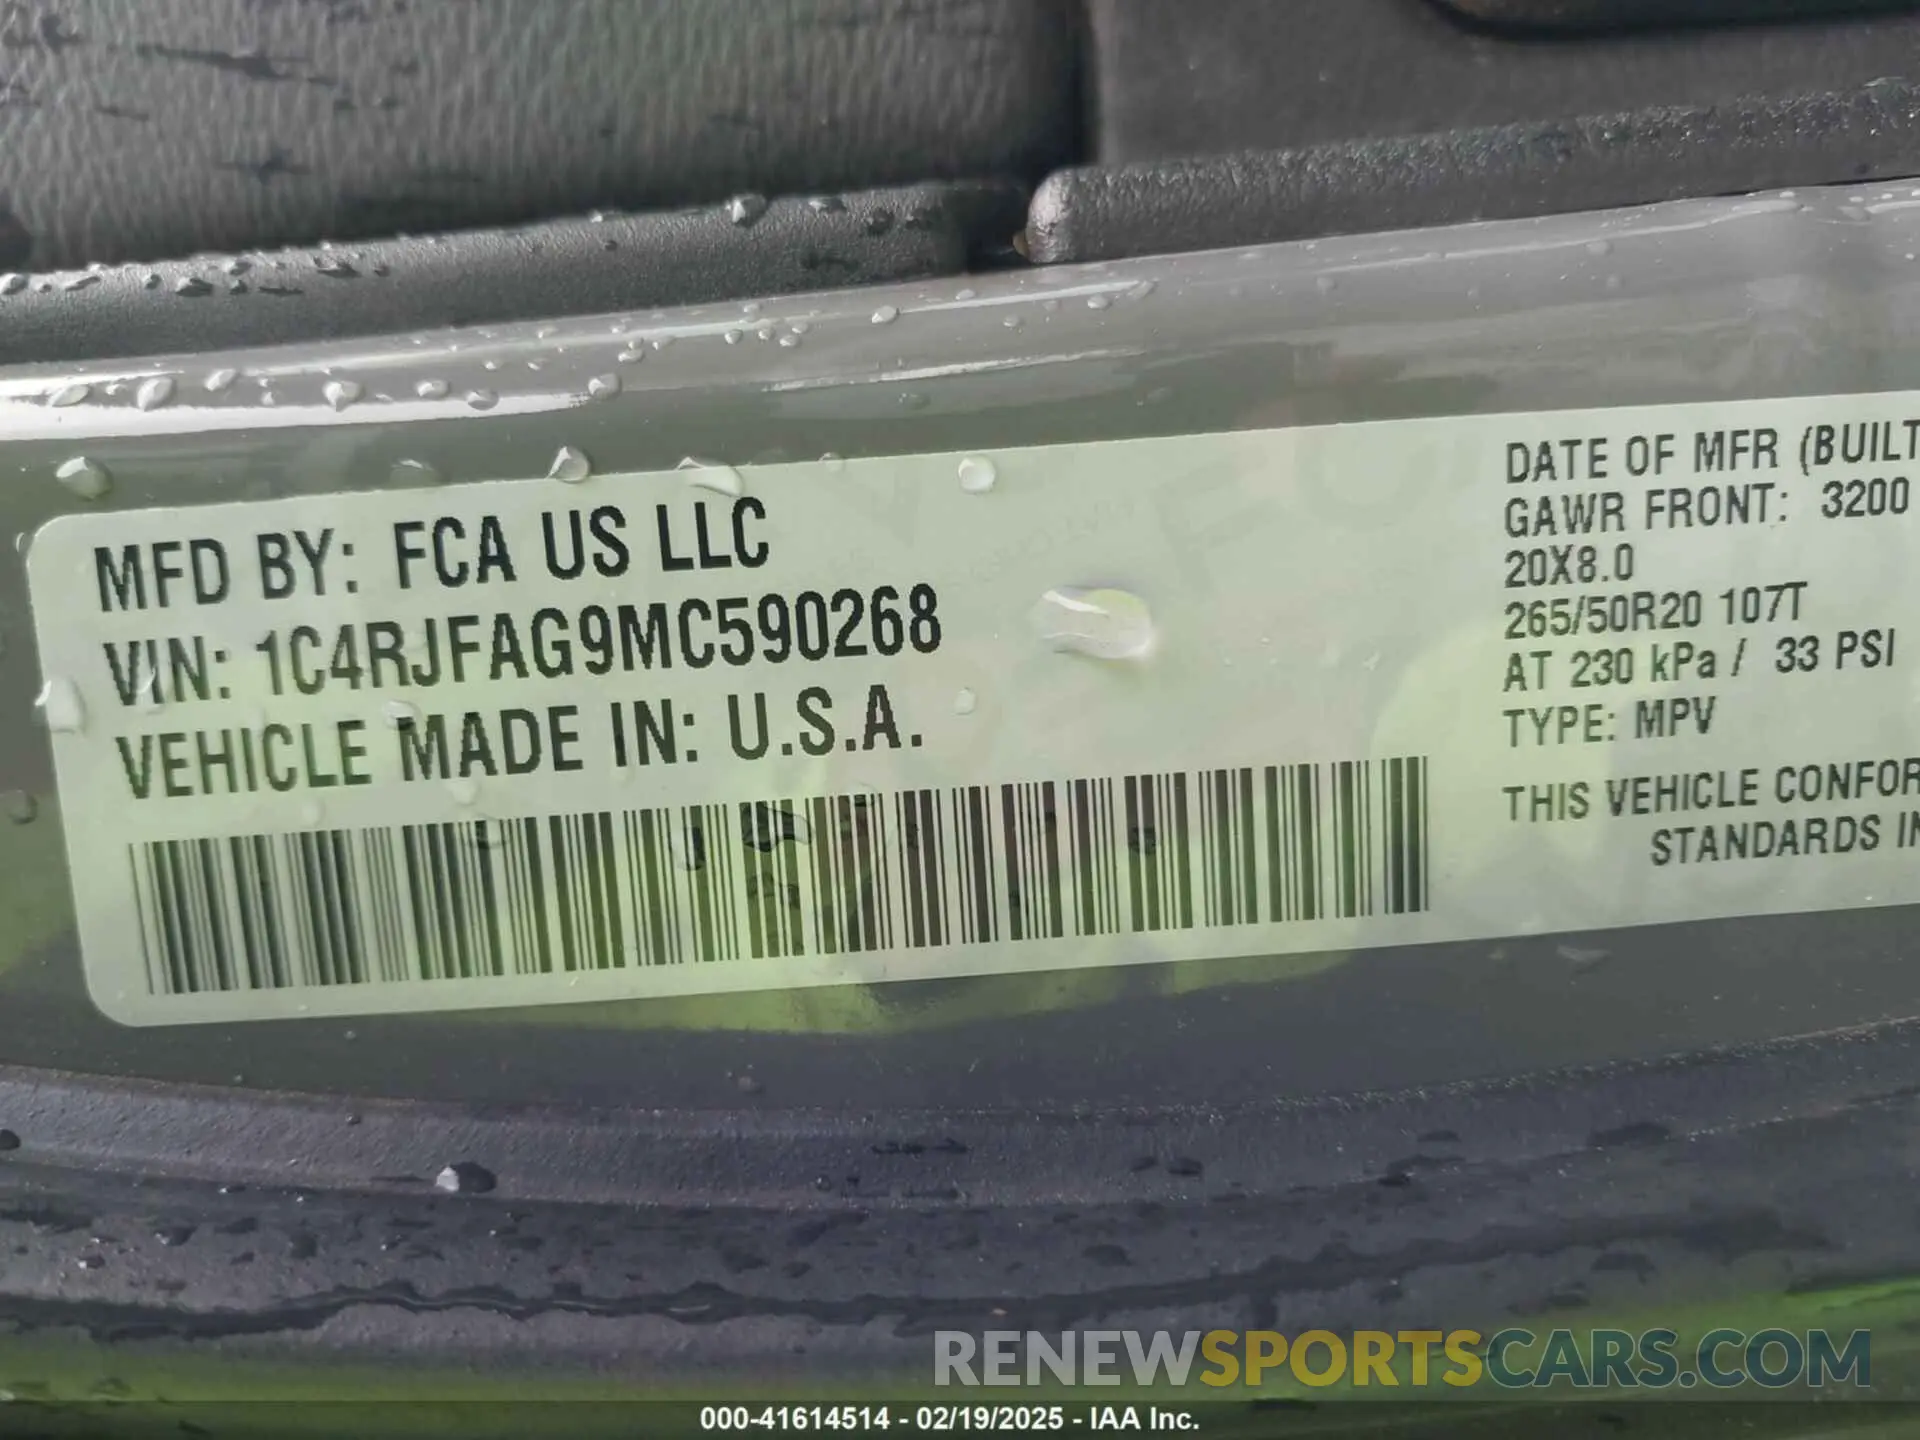 MFD BY: FCA US LLC
VIN: 1C4RJFAG9MC590268
VEHICLE MADE IN: U.S.A.
DATE OF MFR (BUILT
GAWR FRONT: 3200
20X8.0
265/50R20 107T
AT 230 kPa / 33 PSI
TYPE: MPV
THIS VEHICLE CONFOR
STANDARDS IN
RENEWSPORTSCARS.COM
000-41614514 - 02/19/2025 - IAA Inc.